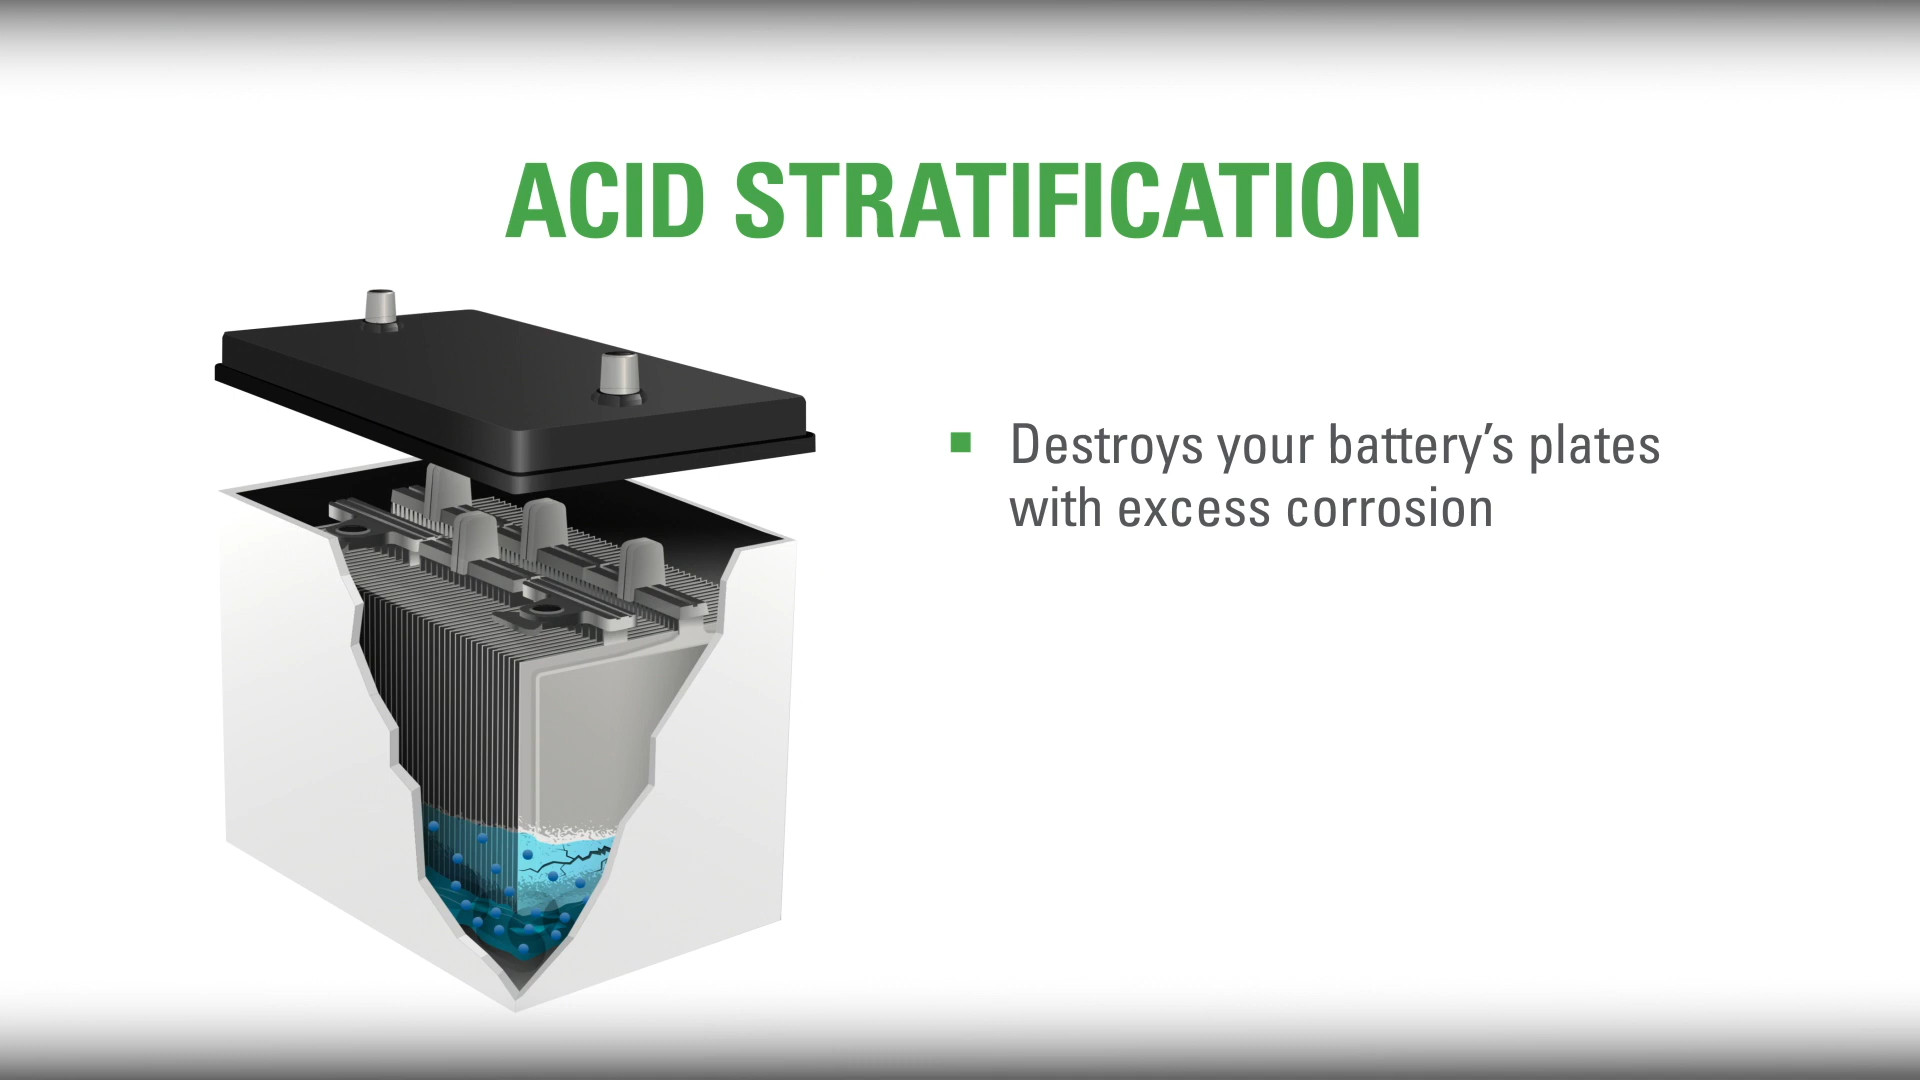 ACID STRATIFICATION
Destroys your battery’s plates
with excess corrosion